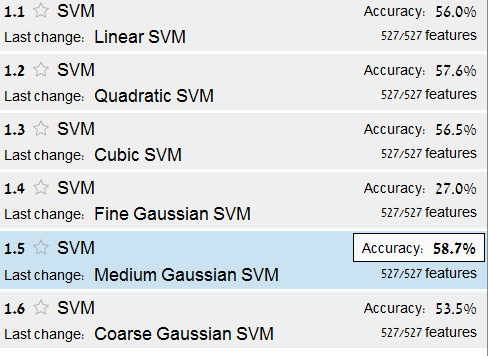 1.1 ☆ SVM Accuracy: 56.0%
Last change: Linear SVM 527/527 features
1.2 ☆ SVM Accuracy: 57.6%
Last change: Quadratic SVM 527/527 features
1.3 ☆ SVM Accuracy: 56.5%
Last change: Cubic SVM 527/527 features
1.4 ☆ SVM Accuracy: 27.0%
Last change: Fine Gaussian SVM 527/527 features
1.5 ☆ SVM Accuracy: 58.7%
Last change: Medium Gaussian SVM 527/527 features
1.6 ☆ SVM Accuracy: 53.5%
Last change: Coarse Gaussian SVM 527/527 features